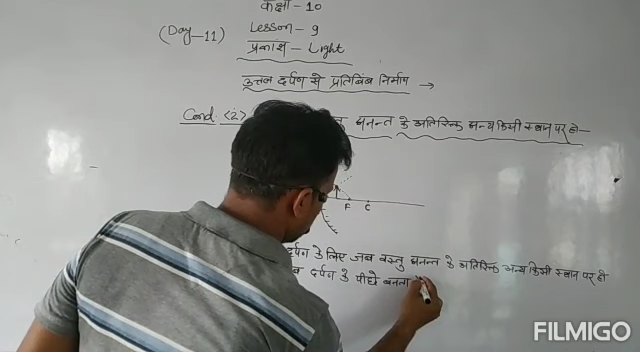 कक्षा - 10
(Day-11) Lesson - 9
प्रकाश - Light
उत्तल दर्पण से प्रतिबिंब निर्माण →
Cond. (2) अनन्त के अतिरिक्त अन्य किसी स्थान पर हो -
F C
दर्पण के लिए जब वस्तु अनन्त के अतिरिक्त अन्य किसी स्थान पर हो
दर्पण के पीछे बनता
FILMIGO